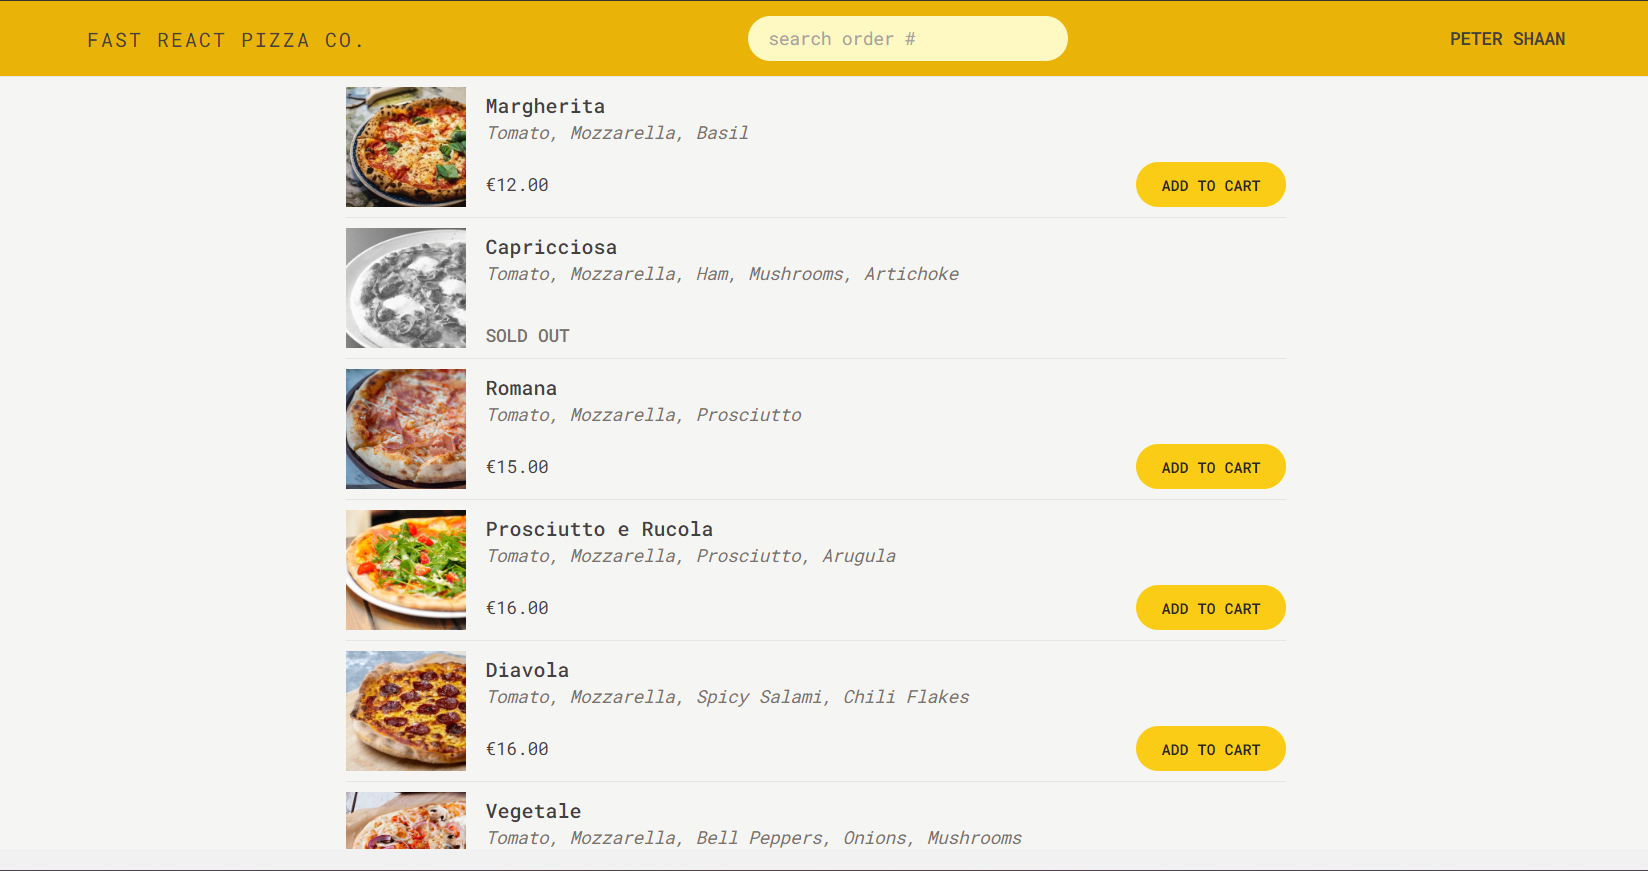 FAST REACT PIZZA CO.
search order #
PETER SHAAN
Margherita
Tomato, Mozzarella, Basil
€12.00
ADD TO CART
Capricciosa
Tomato, Mozzarella, Ham, Mushrooms, Artichoke
SOLD OUT
Romana
Tomato, Mozzarella, Prosciutto
€15.00
ADD TO CART
Prosciutto e Rucola
Tomato, Mozzarella, Prosciutto, Arugula
€16.00
ADD TO CART
Diavola
Tomato, Mozzarella, Spicy Salami, Chili Flakes
€16.00
ADD TO CART
Vegetale
Tomato, Mozzarella, Bell Peppers, Onions, Mushrooms